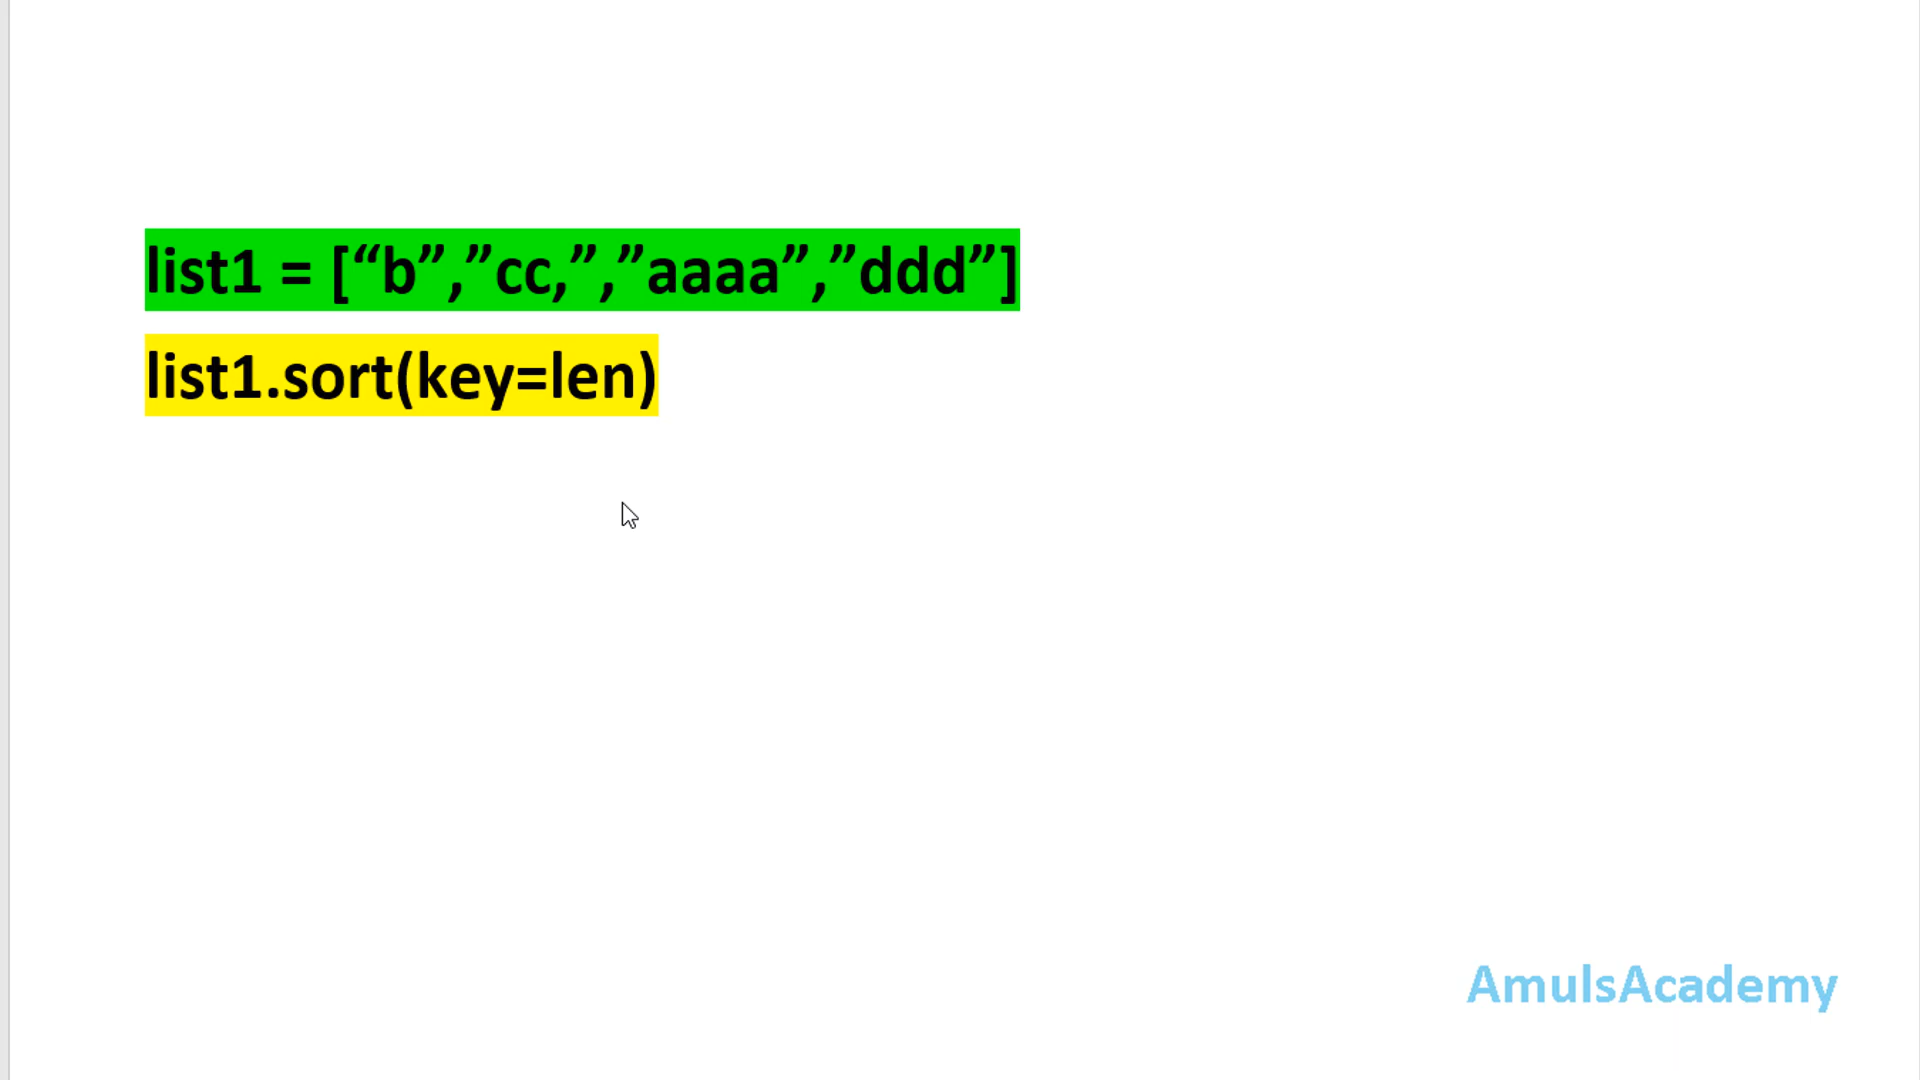 list1 = [“b”,”cc,”,”aaaa”,”ddd”]
list1.sort(key=len)
AmulsAcademy